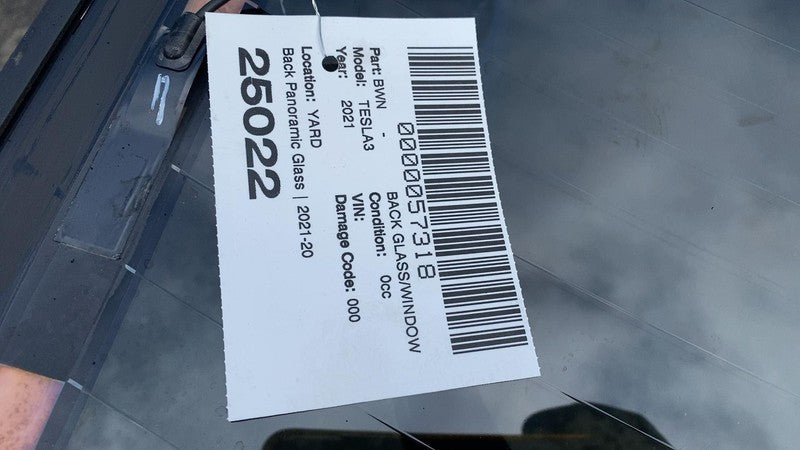 0000057318
Part: BWN - BACK GLASS/WINDOW
Model: TESLA3 Condition: 0cc
Year: 2021 VIN:
Damage Code: 000
Location: YARD
Back Panoramic Glass | 2021-20
25022